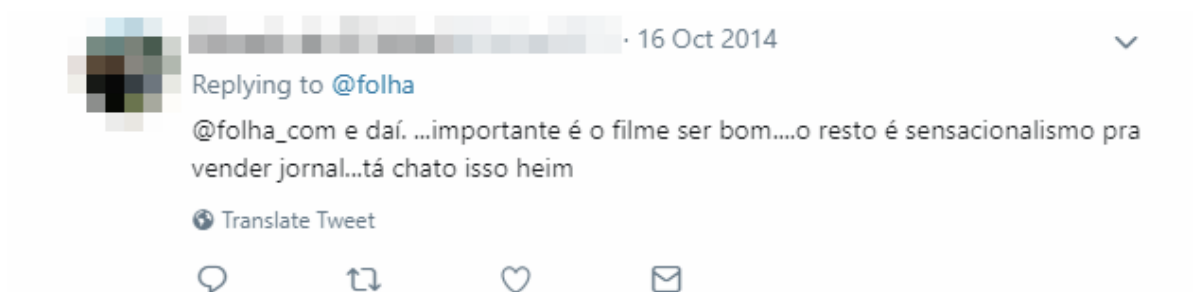 · 16 Oct 2014
Replying to @folha
@folha_com e daí. ...importante é o filme ser bom....o resto é sensacionalismo pra
vender jornal...tá chato isso heim
Translate Tweet